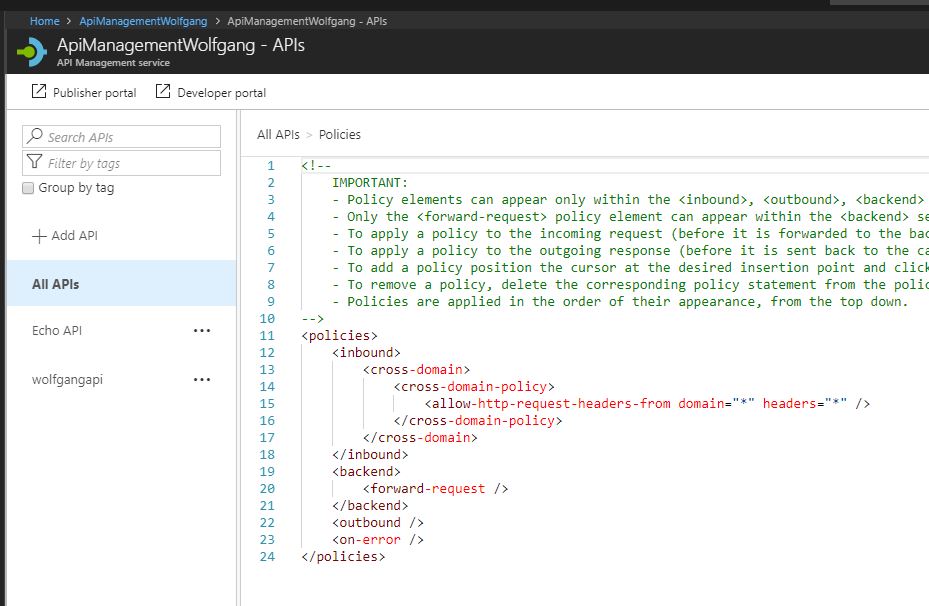 Home > ApiManagementWolfgang > ApiManagementWolfgang - APIs
ApiManagementWolfgang - APIs
API Management service
Publisher portal Developer portal
Search APIs
Filter by tags
Group by tag
Add API
All APIs
Echo API ...
wolfgangapi ...
All APIs > Policies
1 <!--
2 IMPORTANT:
3 - Policy elements can appear only within the <inbound>, <outbound>, <backend>
4 - Only the <forward-request> policy element can appear within the <backend>
5 - To apply a policy to the incoming request (before it is forwarded to the
6 - To apply a policy to the outgoing response (before it is sent back to the
7 - To add a policy position the cursor at the desired insertion point and
8 - To remove a policy, delete the corresponding policy statement from the
9 - Policies are applied in the order of their appearance, from the top down.
10 -->
11 <policies>
12 <inbound>
13 <cross-domain>
14 <cross-domain-policy>
15 <allow-http-request-headers-from domain="*" headers="*" />
16 </cross-domain-policy>
17 </cross-domain>
18 </inbound>
19 <backend>
20 <forward-request />
21 </backend>
22 <outbound />
23 <on-error />
24 </policies>